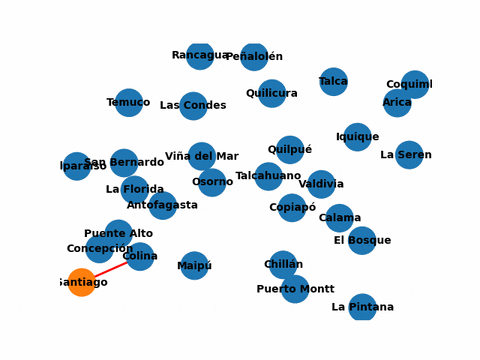 Rancagua
Peñalolén
Talca
Coquiml
Quilicura
Temuco
Las Condes
Arica
Iquique
Quilpué
La Seren
Viña del Mar
San Bernardo
lparaíso
Talcahuano
Osorno
Valdivia
La Florida
Antofagasta
Copiapó
Calama
Puente Alto
El Bosque
Concepción
Colina
Maipú
Chillán
Santiago
Puerto Montt
La Pintana